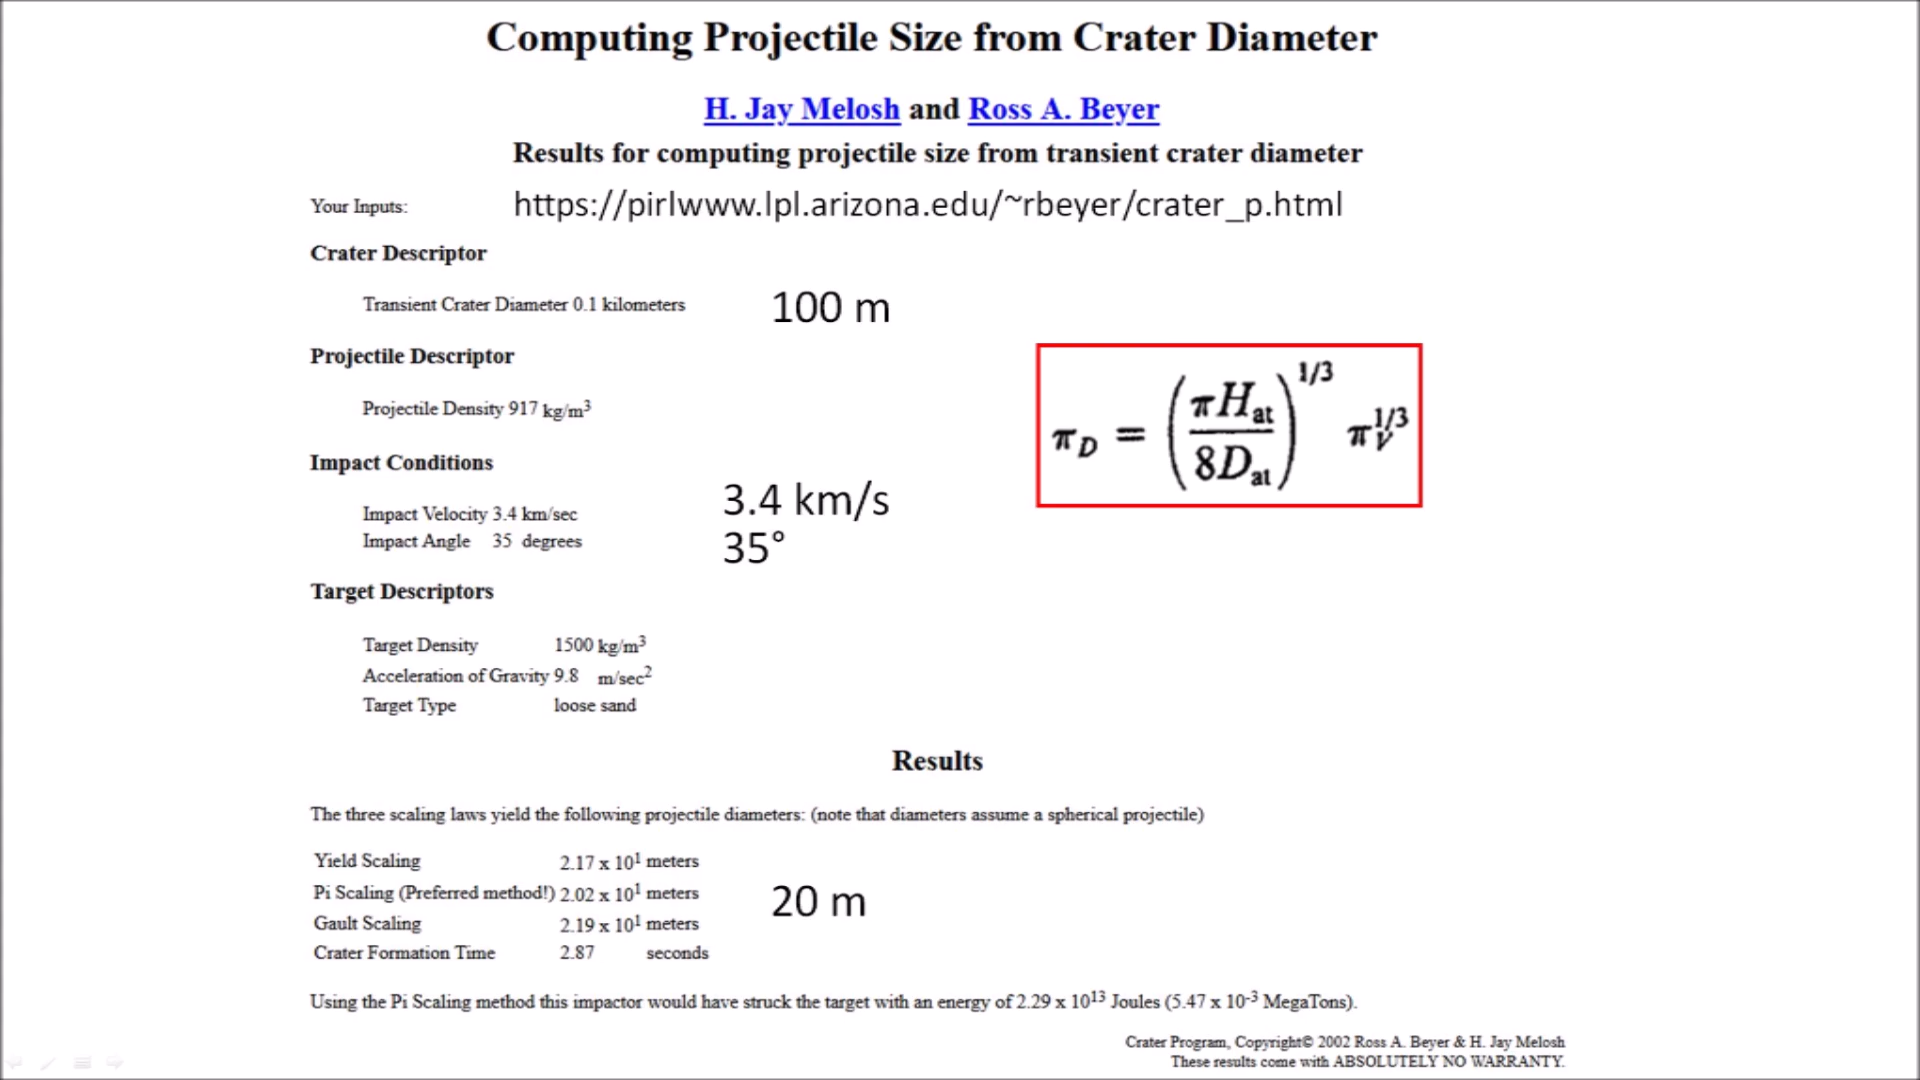 Computing Projectile Size from Crater Diameter
H. Jay Melosh and Ross A. Beyer
Results for computing projectile size from transient crater diameter
Your Inputs: https://pirlwww.lpl.arizona.edu/~rbeyer/crater_p.html
Crater Descriptor
Transient Crater Diameter 0.1 kilometers 100 m
Projectile Descriptor
Projectile Density 917 kg/m³
π_D = (πH_at / 8D_at)^1/3 π_V^1/3
Impact Conditions
Impact Velocity 3.4 km/sec 3.4 km/s
Impact Angle 35 degrees 35°
Target Descriptors
Target Density 1500 kg/m³
Acceleration of Gravity 9.8 m/sec²
Target Type loose sand
Results
The three scaling laws yield the following projectile diameters: (note that diameters assume a spherical projectile)
Yield Scaling 2.17 x 10¹ meters
Pi Scaling (Preferred method!) 2.02 x 10¹ meters 20 m
Gault Scaling 2.19 x 10¹ meters
Crater Formation Time 2.87 seconds
Using the Pi Scaling method this impactor would have struck the target with an energy of 2.29 x 10¹³ Joules (5.47 x 10⁻³ MegaTons).
Crater Program, Copyright© 2002 Ross A. Beyer & H. Jay Melosh
These results come with ABSOLUTELY NO WARRANTY.